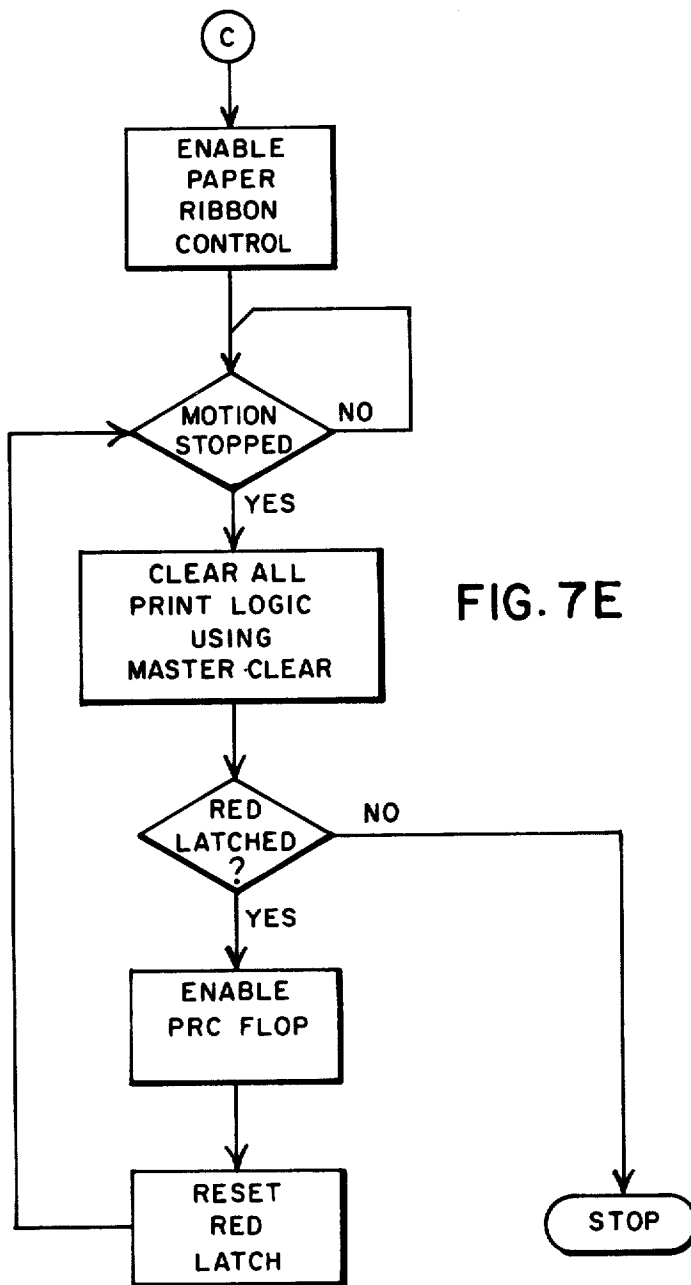 C
ENABLE
PAPER
RIBBON
CONTROL
MOTION
STOPPED
NO
YES
CLEAR ALL
PRINT LOGIC
USING
MASTER CLEAR
FIG. 7E
RED
LATCHED
?
NO
YES
ENABLE
PRC FLOP
RESET
RED
LATCH
STOP